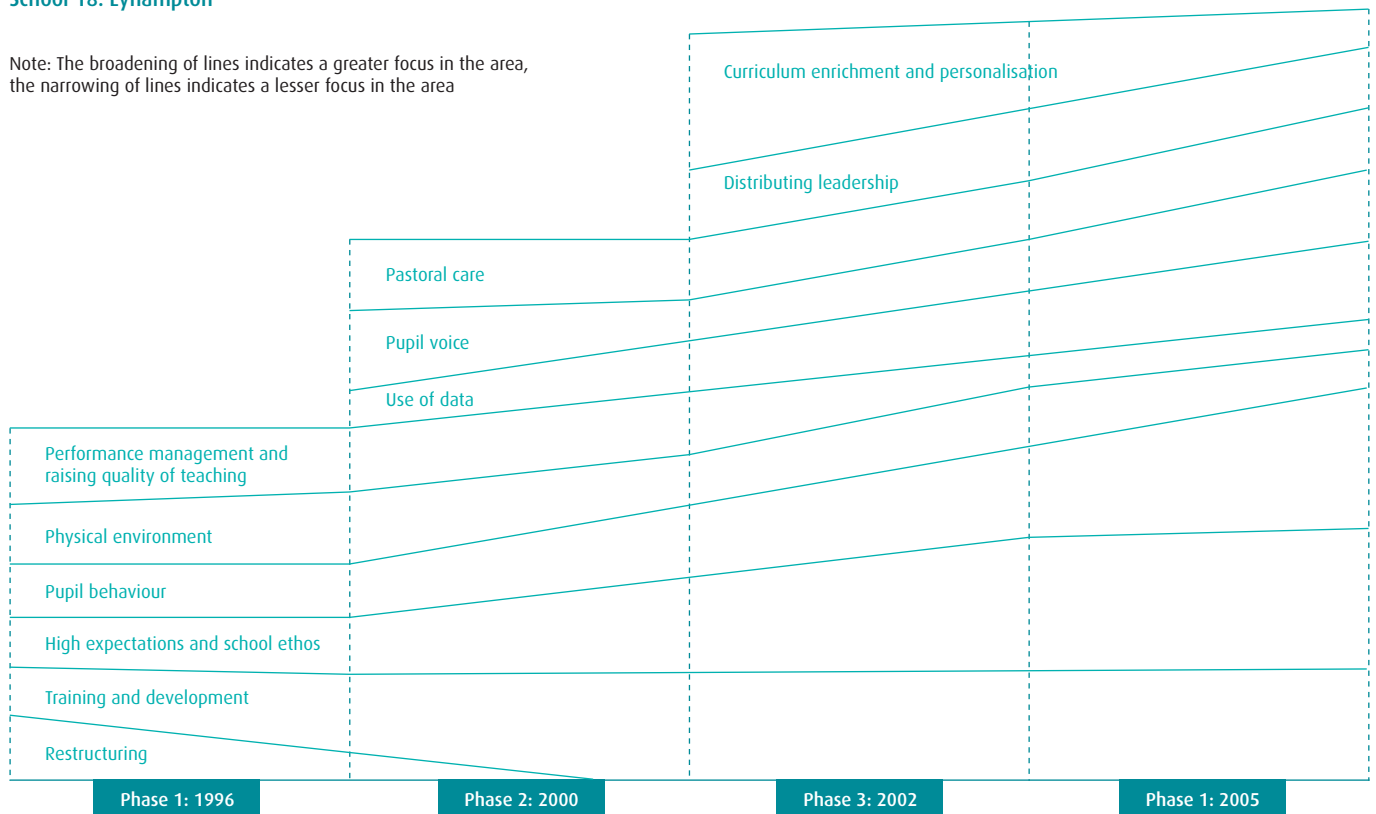 School 18: Eyhampton
Note: The broadening of lines indicates a greater focus in the area,
the narrowing of lines indicates a lesser focus in the area
Curriculum enrichment and personalisation
Distributing leadership
Pastoral care
Pupil voice
Use of data
Performance management and
raising quality of teaching
Physical environment
Pupil behaviour
High expectations and school ethos
Training and development
Restructuring
Phase 1: 1996
Phase 2: 2000
Phase 3: 2002
Phase 1: 2005